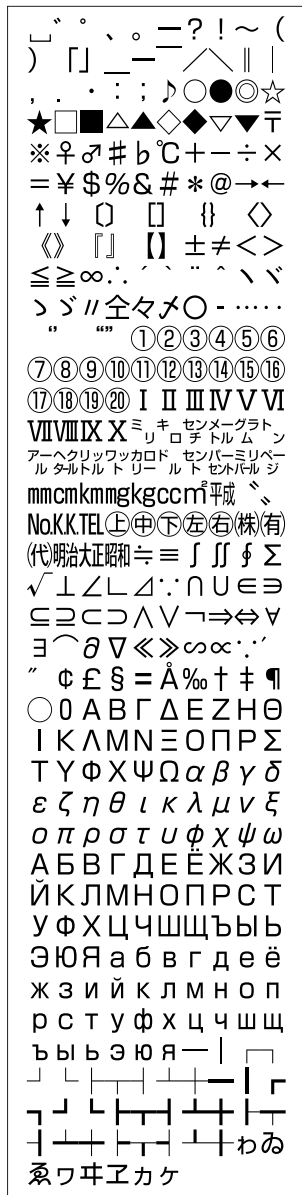 ␣゛゜、。—?!～(
)「」＿ー―／＼‖｜
，．・：；♪○●◎☆
★□■△▲◇◆▽▼〒
※♀♂♯♭℃＋－÷×
＝￥＄％＆＃＊＠→←
↑↓〔〕［］｛｝〈〉
《》『』【】±≠＜＞
≦≧∞∴´｀¨＾ヽヾ
ゝゞ〃仝々〆〇‐…‥
‘’“”①②③④⑤⑥
⑦⑧⑨⑩⑪⑫⑬⑭⑮⑯
⑰⑱⑲⑳ⅠⅡⅢⅣⅤⅥ
ⅦⅧⅨⅩ㍉㌔㌢㍍㌘㌧
㌃㌶㍑㍗㌍㌦㌣㌫㍊㌻
㎜㎝㎞㎎㎏㏄㎡㍻〝〟
№㏍℡㊤㊥㊦㊧㊨㈱㈲
㈹㍾㍽㍼≒≡∫∬∮Σ
√⊥∠∟⊿∵∩∪∈∋
⊆⊇⊂⊃∧∨¬⇒⇔∀
∃⌒∂∇≪≫∽∝∵′
″¢£§＝Å‰†‡¶
◯0ΑΒΓΔΕΖΗΘ
ΙΚΛΜΝΞΟΠΡΣ
ΤΥΦΧΨΩαβγδ
εζηθικλμνξ
οπρστυφχψω
АБВГДЕЁЖЗИ
ЙКЛМНОПРСТ
УФХЦЧШЩЪЫЬ
ЭЮЯабвгдеё
жзийклмноп
рстуфхцчшщ
ъыьэюя─│┌┐
┘└├┬┤┴┼━┃┏
┓┛┗┣┳┫┻╋┠┯
┨┷┿┝┰┥┸╂ゎゐ
ゑヮヰヱヵヶ